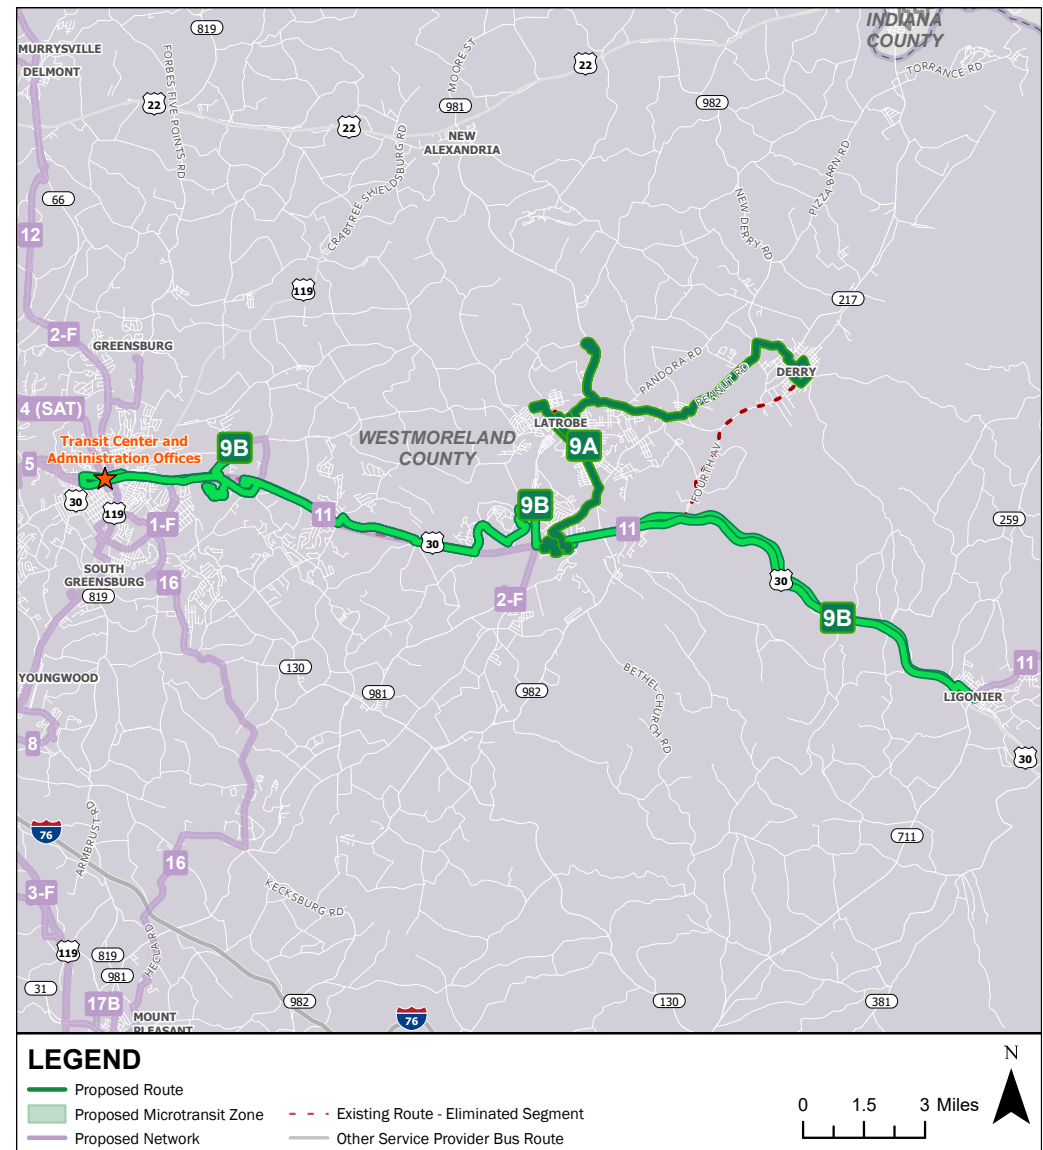 INDIANA
COUNTY
819
MURRYSVILLE
DELMONT
FORBES FIVE POINTS RD
MOORE ST
22
TORRANCE RD
22
981
982
22
NEW
ALEXANDRIA
CRABTREE SHIELDSBURG RD
PIZZA BARN RD
66
NEW DERRY RD
12
119
217
2-F
GREENSBURG
PANDORA RD
PEANUT RD
DERRY
4 (SAT)
LATROBE
Transit Center and
Administration Offices
9B
WESTMORELAND
COUNTY
9A
5
FOURTH AV
30
119
1-F
11
9B
30
11
259
SOUTH
GREENSBURG
819
16
2-F
30
9B
130
981
982
BETHEL CHURCH RD
11
YOUNGWOOD
LIGONIER
8
30
76
ARMBRUST RD
711
16
3-F
KECKSBURG RD
HECLA RD
119
819
981
31
17B
982
130
381
MOUNT
PLEASANT
76
LEGEND
Proposed Route
Proposed Microtransit Zone
Proposed Network
Existing Route - Eliminated Segment
Other Service Provider Bus Route
0 1.5 3 Miles
N